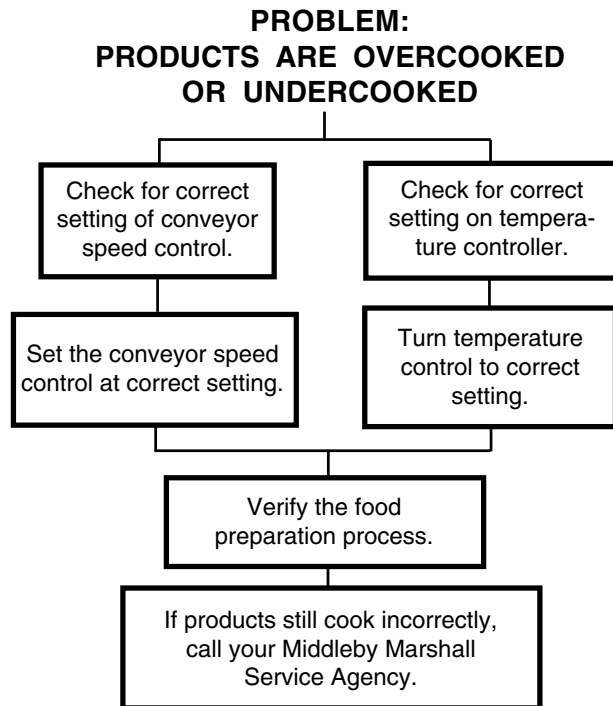 PROBLEM:
PRODUCTS ARE OVERCOOKED
OR UNDERCOOKED
Check for correct
setting of conveyor
speed control.
Check for correct
setting on tempera-
ture controller.
Set the conveyor speed
control at correct setting.
Turn temperature
control to correct
setting.
Verify the food
preparation process.
If products still cook incorrectly,
call your Middleby Marshall
Service Agency.